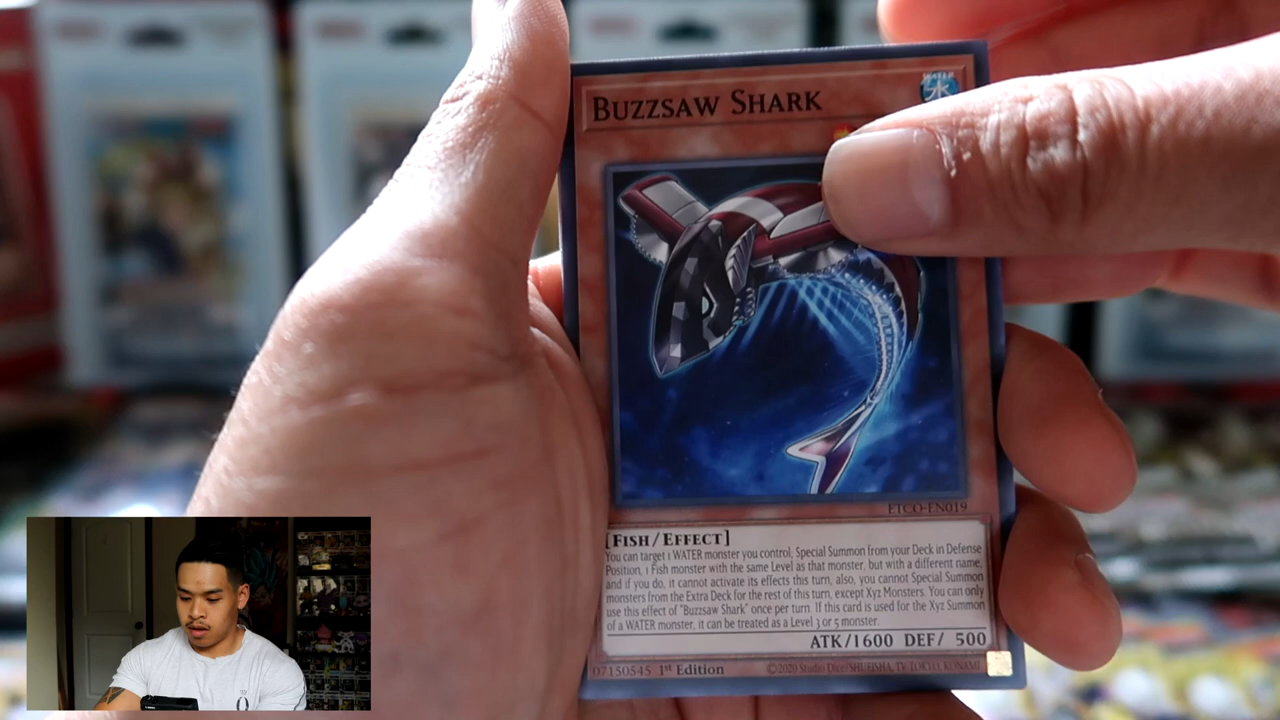 BUZZSAW SHARK
WATER
水
ETCO-EN019
[FISH/EFFECT]
You can target 1 WATER monster you control; Special Summon from your Deck in Defense
Position, 1 Fish monster with the same Level as that monster, but with a different name,
and if you do, it cannot activate its effects this turn, also, you cannot Special Summon
monsters from the Extra Deck for the rest of this turn, except Xyz Monsters. You can only
use this effect of "Buzzsaw Shark" once per turn. If this card is used for the Xyz Summon
of a WATER monster, it can be treated as a Level 3 or 5 monster.
ATK/1600 DEF/ 500
07150545 1st Edition ©2020 Studio Dice/SHUEISHA, TV TOKYO, KONAMI